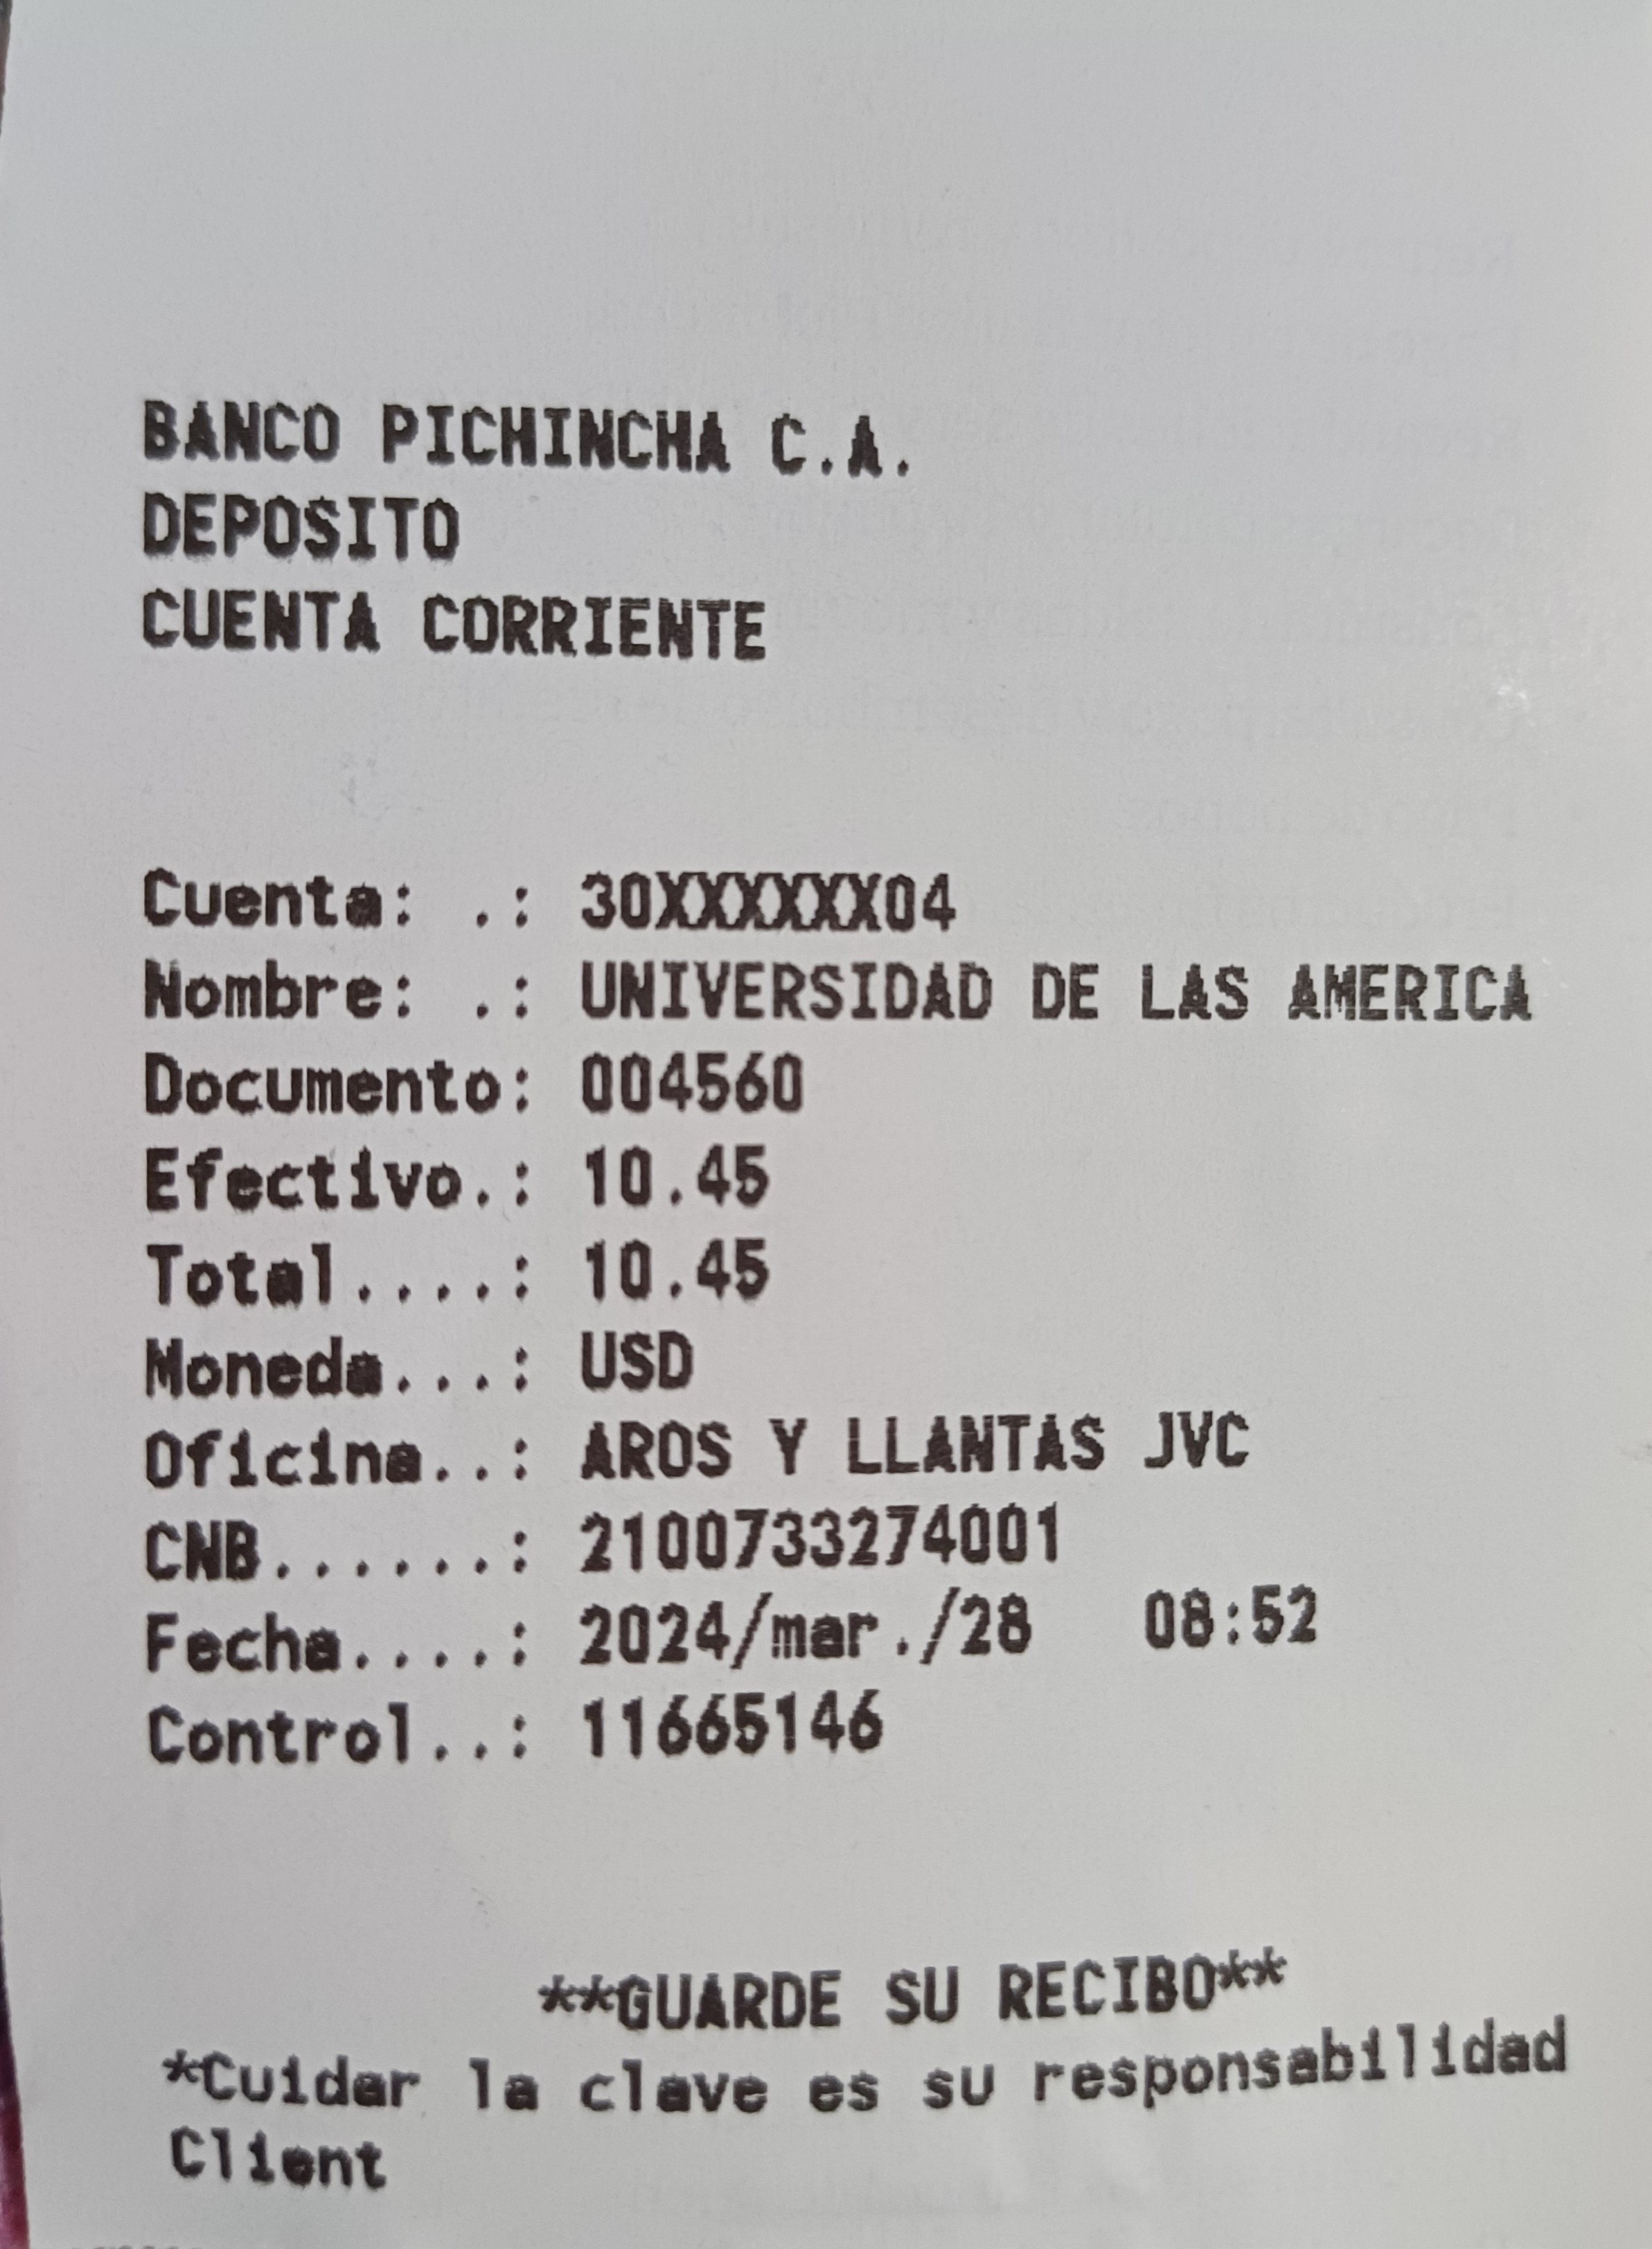 BANCO PICHINCHA C.A.
DEPOSITO
CUENTA CORRIENTE
Cuenta: .: 30XXXXXX04
Nombre: .: UNIVERSIDAD DE LAS AMERICA
Documento: 004560
Efectivo.: 10.45
Total....: 10.45
Moneda...: USD
Oficina..: AROS Y LLANTAS JVC
CNB......: 2100733274001
Fecha....: 2024/mar./28 08:52
Control..: 11665146
**GUARDE SU RECIBO**
*Cuidar la clave es su responsabilidad
Client